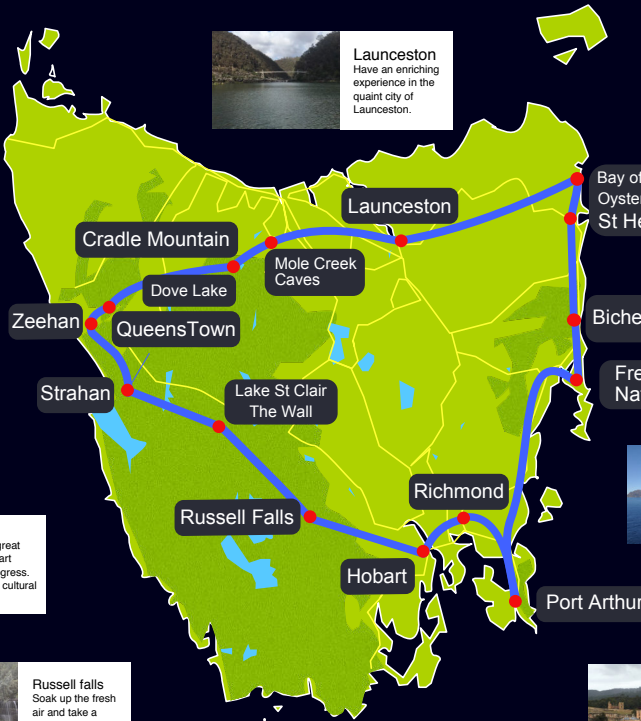 Launceston
Have an enriching
experience in the
quaint city of
Launceston.
Bay of
Oyster
St He
Launceston
Cradle Mountain
Mole Creek
Caves
Dove Lake
Zeehan
QueensTown
Biche
Fre
Na
Strahan
Lake St Clair
The Wall
Richmond
Russell Falls
great
art
gress.
cultural
Hobart
Port Arthur
Russell falls
Soak up the fresh
air and take a